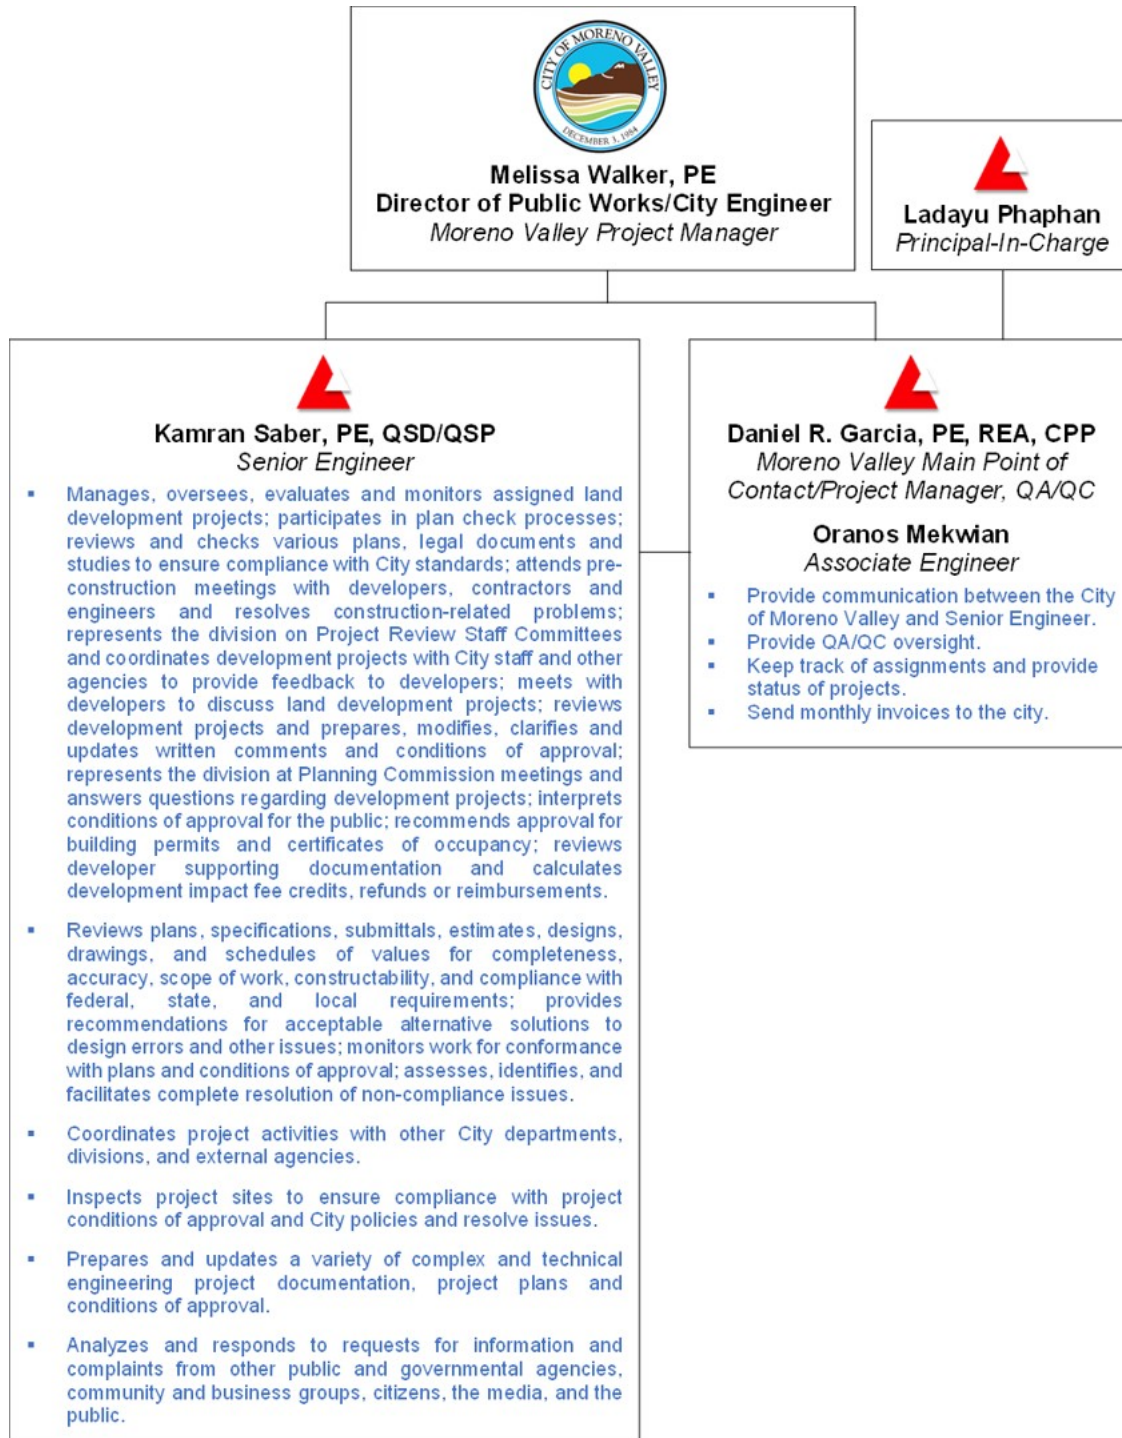 CITY OF MORENO VALLEY
DECEMBER 3, 1984
Melissa Walker, PE
Director of Public Works/City Engineer
Moreno Valley Project Manager
Ladayu Phaphan
Principal-In-Charge
Kamran Saber, PE, QSD/QSP
Senior Engineer
▪ Manages, oversees, evaluates and monitors assigned land
development projects; participates in plan check processes;
reviews and checks various plans, legal documents and
studies to ensure compliance with City standards; attends pre-
construction meetings with developers, contractors and
engineers and resolves construction-related problems;
represents the division on Project Review Staff Committees
and coordinates development projects with City staff and other
agencies to provide feedback to developers; meets with
developers to discuss land development projects; reviews
development projects and prepares, modifies, clarifies and
updates written comments and conditions of approval;
represents the division at Planning Commission meetings and
answers questions regarding development projects; interprets
conditions of approval for the public; recommends approval for
building permits and certificates of occupancy; reviews
developer supporting documentation and calculates
development impact fee credits, refunds or reimbursements.
▪ Reviews plans, specifications, submittals, estimates, designs,
drawings, and schedules of values for completeness,
accuracy, scope of work, constructability, and compliance with
federal, state, and local requirements; provides
recommendations for acceptable alternative solutions to
design errors and other issues; monitors work for conformance
with plans and conditions of approval; assesses, identifies, and
facilitates complete resolution of non-compliance issues.
▪ Coordinates project activities with other City departments,
divisions, and external agencies.
▪ Inspects project sites to ensure compliance with project
conditions of approval and City policies and resolve issues.
▪ Prepares and updates a variety of complex and technical
engineering project documentation, project plans and
conditions of approval.
▪ Analyzes and responds to requests for information and
complaints from other public and governmental agencies,
community and business groups, citizens, the media, and the
public.
Daniel R. Garcia, PE, REA, CPP
Moreno Valley Main Point of
Contact/Project Manager, QA/QC
Oranos Mekwian
Associate Engineer
▪ Provide communication between the City
of Moreno Valley and Senior Engineer.
▪ Provide QA/QC oversight.
▪ Keep track of assignments and provide
status of projects.
▪ Send monthly invoices to the city.